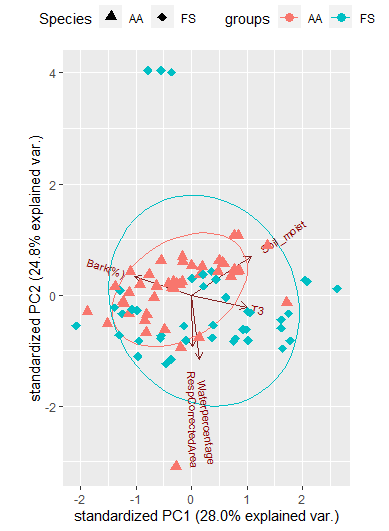 Species AA FS groups AA FS
standardized PC2 (24.8% explained var.)
4
2
0
-2
Bark(%)
Soil_moist
T3
Waterpercentage
RespCorrectedArea
-2 -1 0 1 2
standardized PC1 (28.0% explained var.)